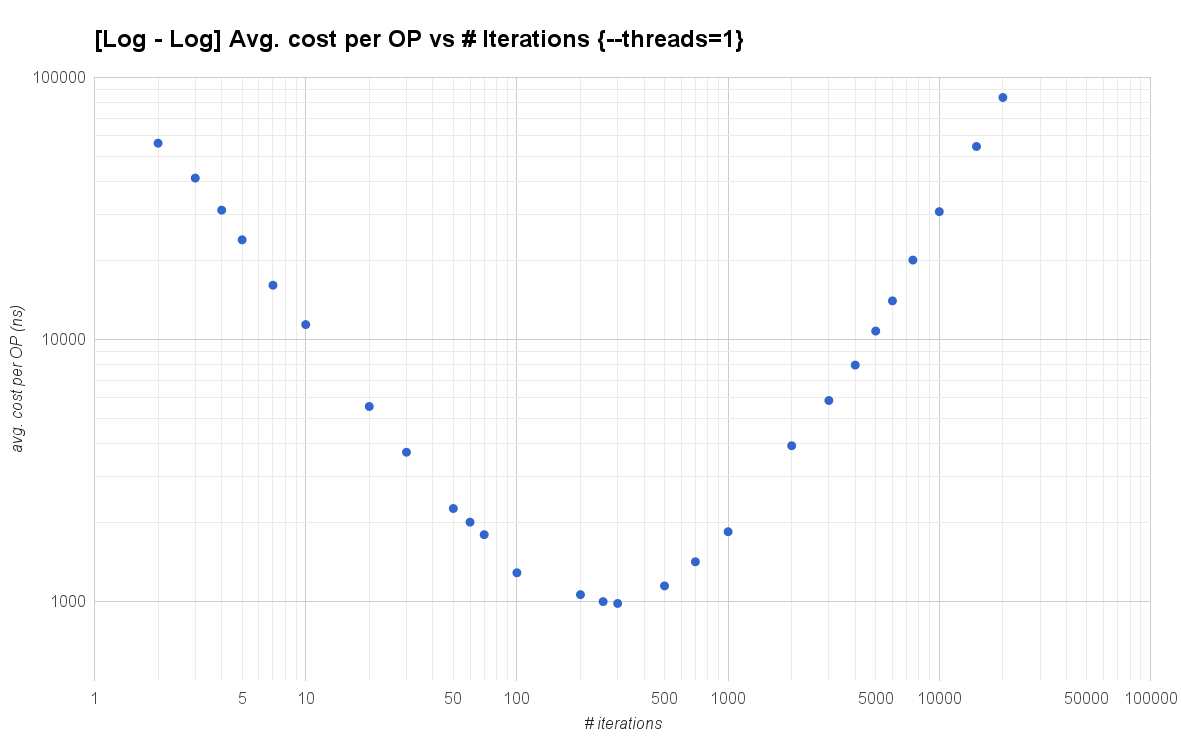 [Log - Log] Avg. cost per OP vs # Iterations {--threads=1}
100000
10000
1000
avg. cost per OP (ns)
1 5 10 50 100 500 1000 5000 10000 50000 100000
# iterations